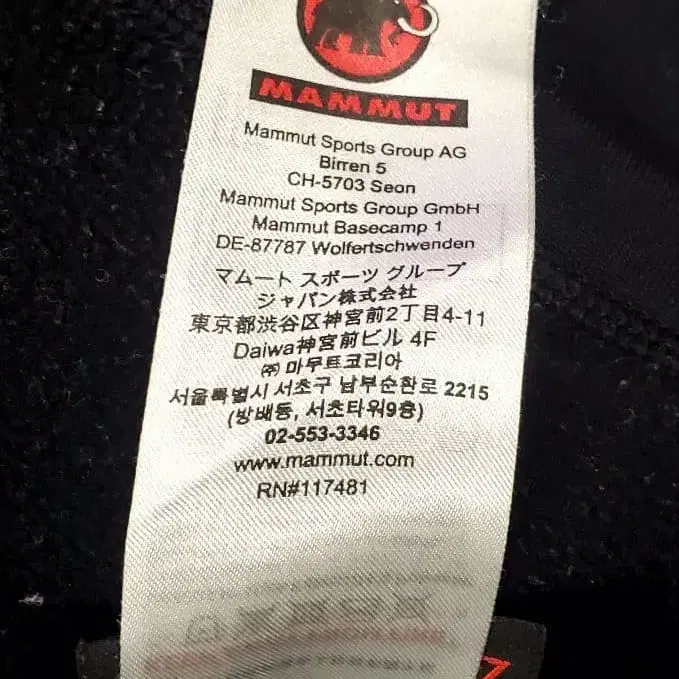 MAMMUT
Mammut Sports Group AG
Birren 5
CH-5703 Seon
Mammut Sports Group GmbH
Mammut Basecamp 1
DE-87787 Wolfertschwenden
マムート スポーツ グループ
ジャパン株式会社
東京都渋谷区神宮前2丁目4-11
Daiwa神宮前ビル 4F
㈜ 마무트코리아
서울특별시 서초구 남부순환로 2215
(방배동, 서초타워9층)
02-553-3346
www.mammut.com
RN#117481